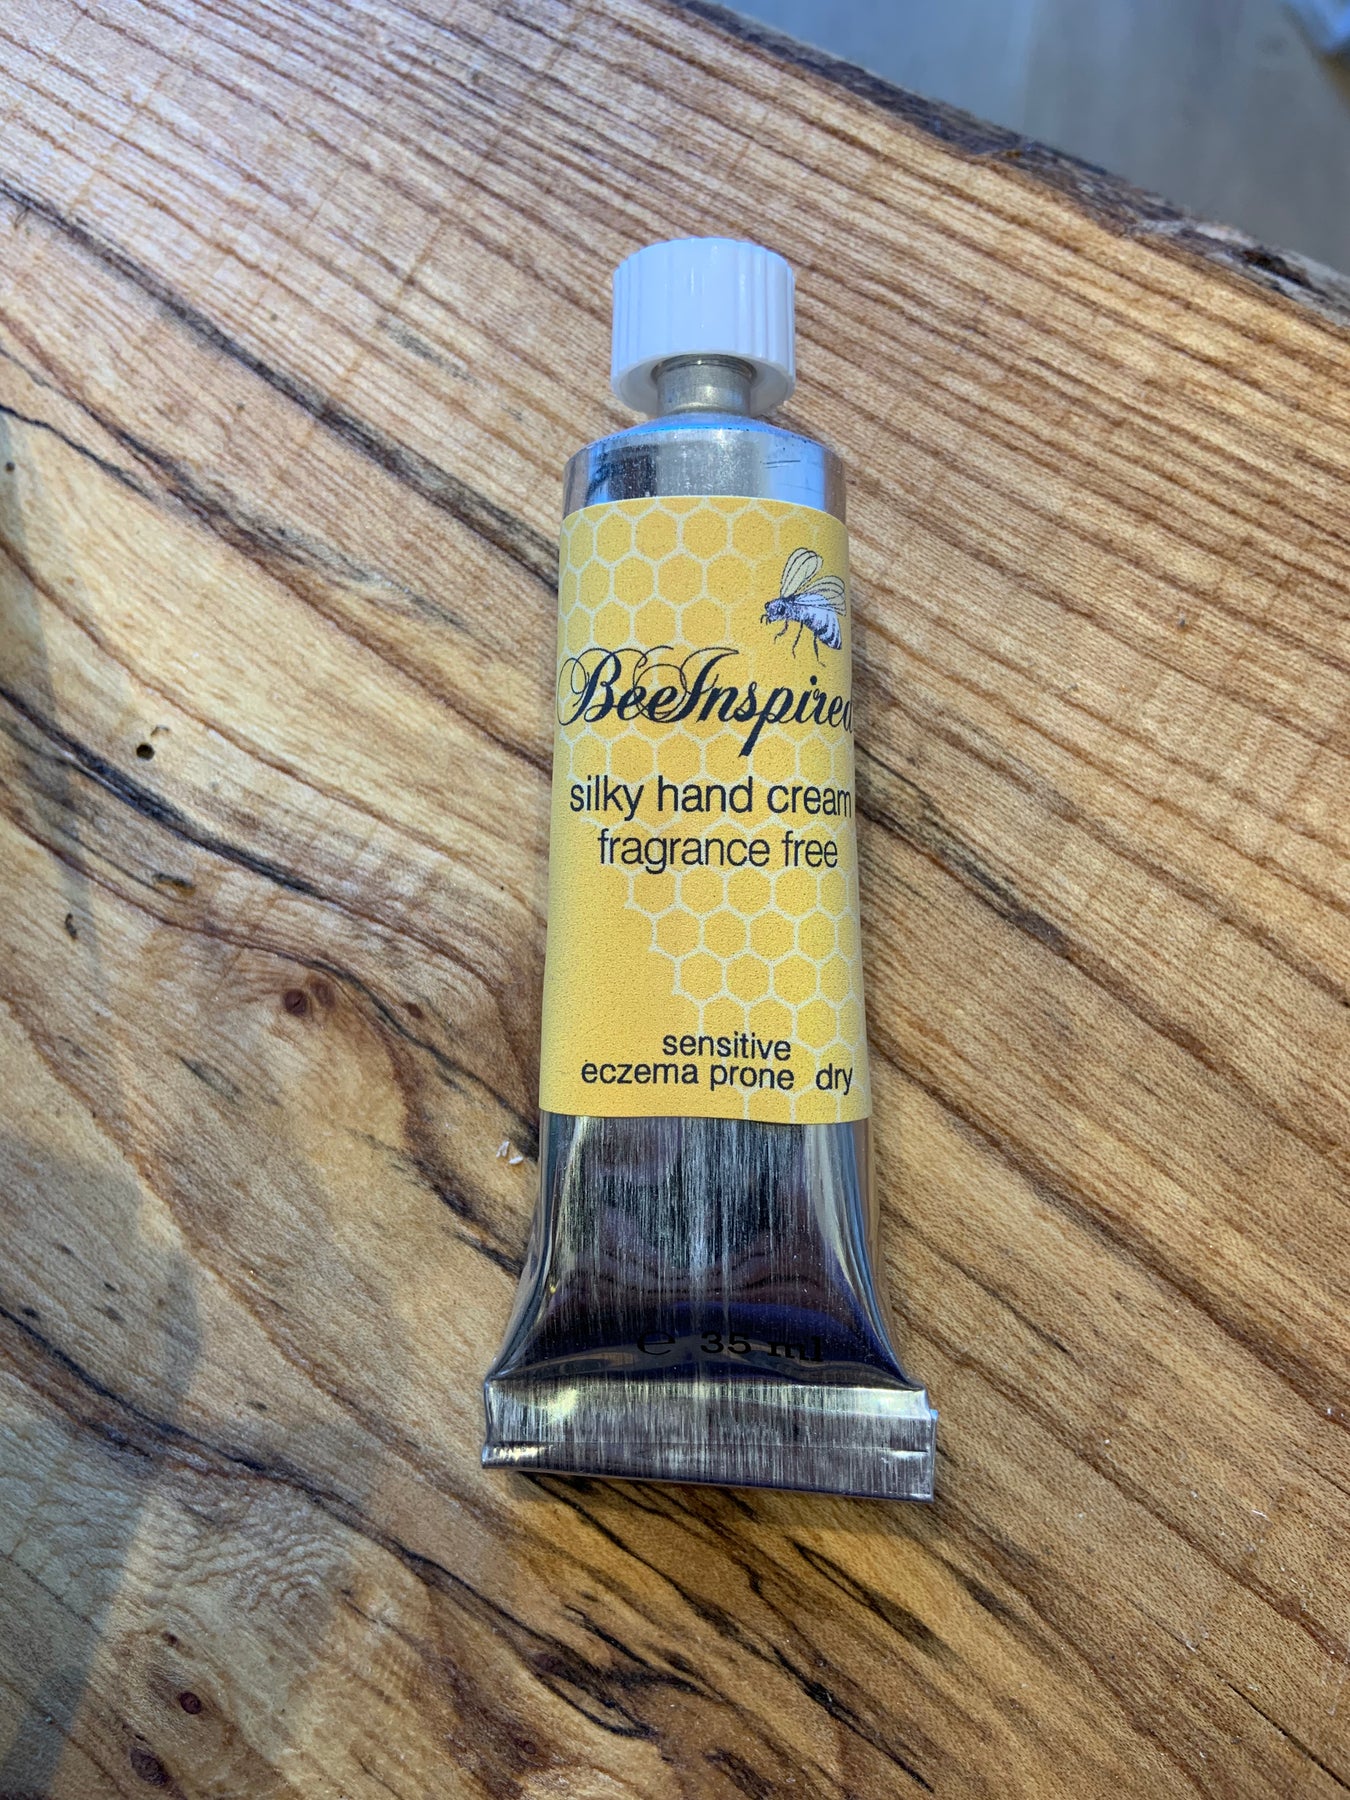 BeeInspired
silky hand cream
fragrance free
sensitive
eczema prone dry
℮ 35 ml